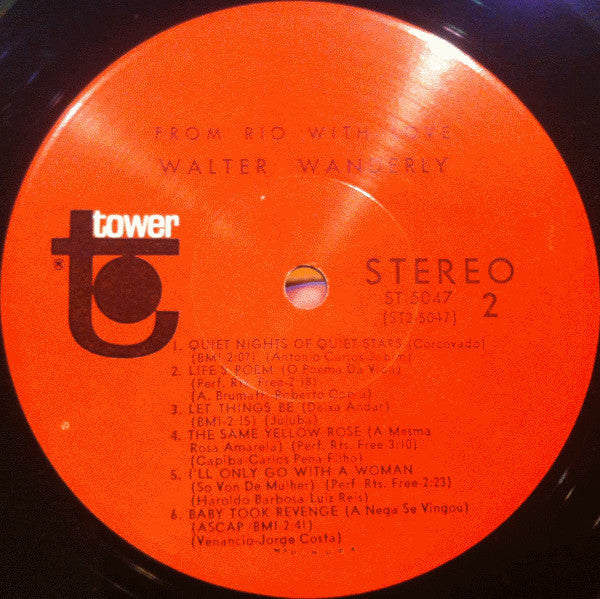 FROM RIO WITH LOVE
WALTER WANDERLY
tower
®
STEREO
ST 5047
(ST2-5047)
2
1. QUIET NIGHTS OF QUIET STARS (Corcovado)
(BMI 2:07) (Antonio Carlos Jobim)
2. LIFE'S POEM (O Poema Da Vida)
(Perf. Rts. Free-2:18)
(A. Brumatti-Roberto Copia)
3. LET THINGS BE (Deixa Andar)
(BMI-2:15) (Jujuba)
4. THE SAME YELLOW ROSE (A Mesma
Rosa Amarela) (Perf. Rts. Free 3:10)
(Capiba-Carlos Pena Filho)
5. I'LL ONLY GO WITH A WOMAN
(So Von De Mulher) (Perf. Rts. Free-2:23)
(Haroldo Barbosa-Luiz Reis)
6. BABY TOOK REVENGE (A Nega Se Vingou)
(ASCAP/BMI 2:41)
(Venancio-Jorge Costa)